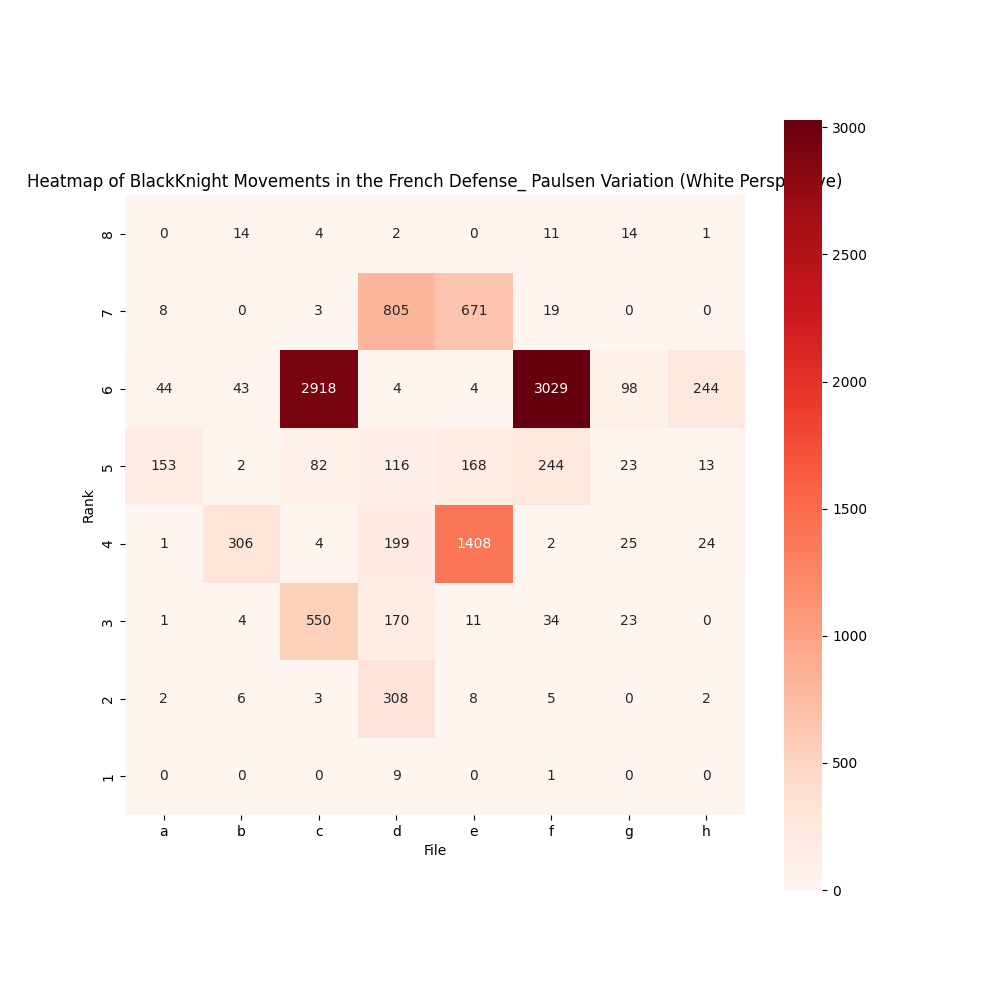 3000
Heatmap of BlackKnight Movements in the French Defense_ Paulsen Variation (White Perspective)
8 0 14 4 2 0 11 14 1
2500
7 8 0 3 805 671 19 0 0
6 44 43 2918 4 4 3029 98 244
2000
5 153 2 82 116 168 244 23 13
1500
Rank
4 1 306 4 199 1408 2 25 24
1000
3 1 4 550 170 11 34 23 0
2 2 6 3 308 8 5 0 2
500
1 0 0 0 9 0 1 0 0
a b c d e f g h
File
0